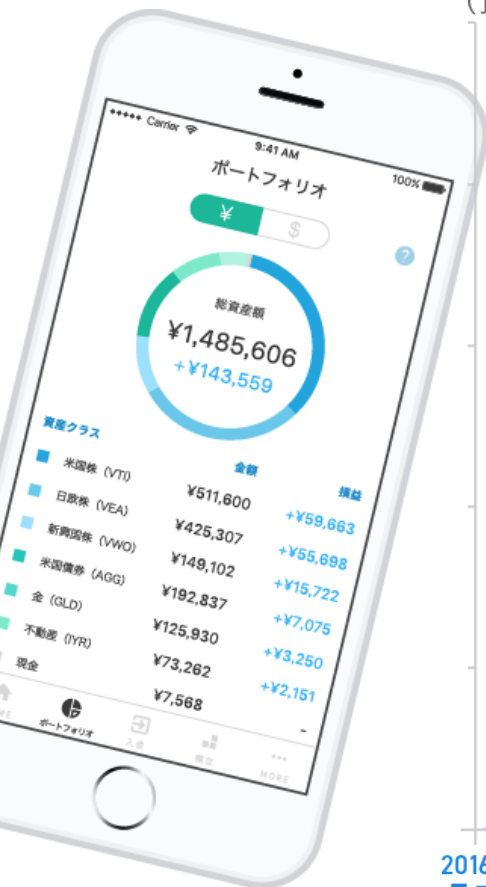 Carrier
9:41 AM
100%
ポートフォリオ
¥ $
?
総資産額
¥1,485,606
+¥143,559
資産クラス 金額 損益
米国株 (VTI) ¥511,600 +¥59,663
日欧株 (VEA) ¥425,307 +¥55,698
新興国株 (VWO) ¥149,102 +¥15,722
米国債券 (AGG) ¥192,837 +¥7,075
金 (GLD) ¥125,930 +¥3,250
不動産 (IYR) ¥73,262 +¥2,151
現金 ¥7,568 -
ポートフォリオ 入金 積立 MORE
2016